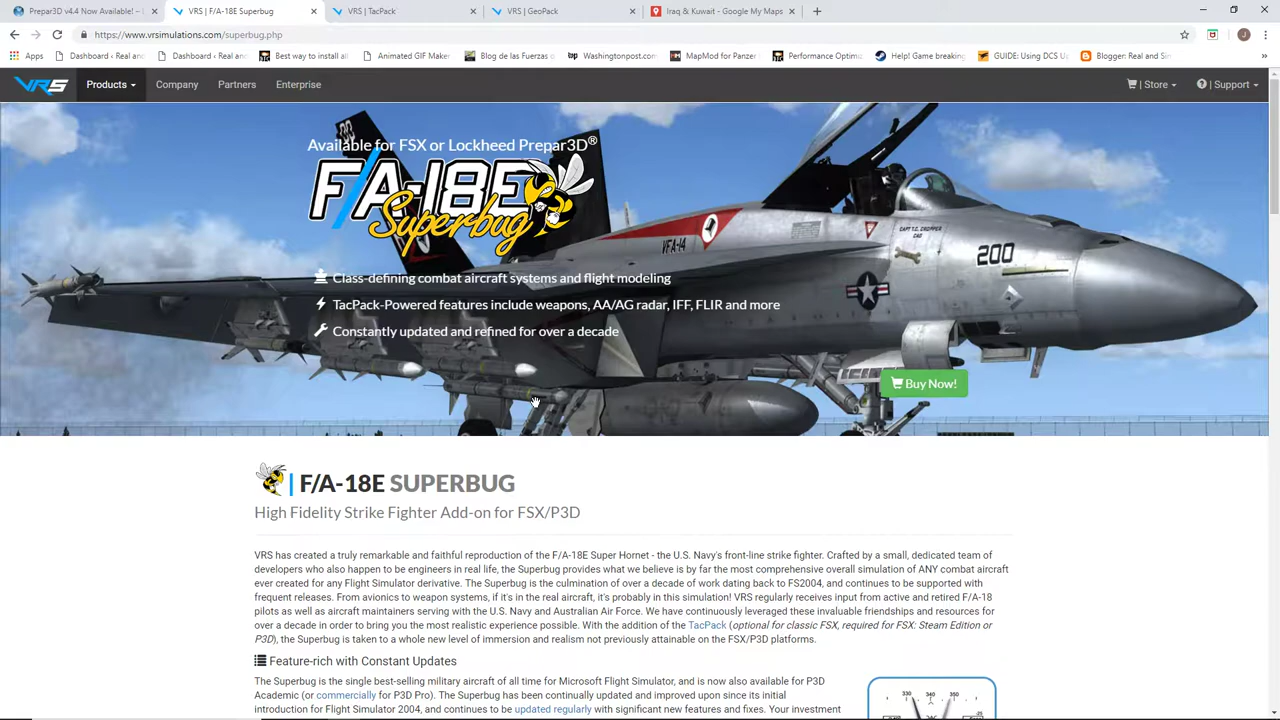 Prepar3D v4.4 Now Available! –
VRS | F/A-18E Superbug
VRS | TacPack
VRS | GeoPack
Iraq & Kuwait - Google My Maps
https://www.vrsimulations.com/superbug.php
Apps
Dashboard ‹ Real an
Dashboard ‹ Real an
Best way to install all
Animated GIF Maker
Blog de las Fuerzas
Washingtonpost.com
MapMod for Panzer
Performance Optim
Help! Game breaking
GUIDE: Using DCS
Blogger: Real and Si
VRS
Products
Company
Partners
Enterprise
| Store
| Support
Available for FSX or Lockheed Prepar3D®
F/A-18E
Superbug
Class-defining combat aircraft systems and flight modeling
TacPack-Powered features include weapons, AA/AG radar, IFF, FLIR and more
Constantly updated and refined for over a decade
VFA-14
200
Buy Now!
| F/A-18E SUPERBUG
High Fidelity Strike Fighter Add-on for FSX/P3D
VRS has created a truly remarkable and faithful reproduction of the F/A-18E Super Hornet - the U.S. Navy's front-line strike fighter. Crafted by a small, dedicated team of
developers who also happen to be engineers in real life, the Superbug provides what we believe is by far the most comprehensive overall simulation of ANY combat aircraft
ever created for any Flight Simulator derivative. The Superbug is the culmination of over a decade of work dating back to FS2004, and continues to be supported with
frequent releases. From avionics to weapon systems, if it's in the real aircraft, it's probably in this simulation! VRS regularly receives input from active and retired F/A-18
pilots as well as aircraft maintainers serving with the U.S. Navy and Australian Air Force. We have continuously leveraged these invaluable friendships and resources for
over a decade in order to bring you the most realistic experience possible. With the addition of the TacPack (optional for classic FSX, required for FSX: Steam Edition or
P3D), the Superbug is taken to a whole new level of immersion and realism not previously attainable on the FSX/P3D platforms.
Feature-rich with Constant Updates
The Superbug is the single best-selling military aircraft of all time for Microsoft Flight Simulator, and is now also available for P3D
Academic (or commercially for P3D Pro). The Superbug has been continually updated and improved upon since its initial
introduction for Flight Simulator 2004, and continues to be updated regularly with significant new features and fixes. Your investment
330
340
350